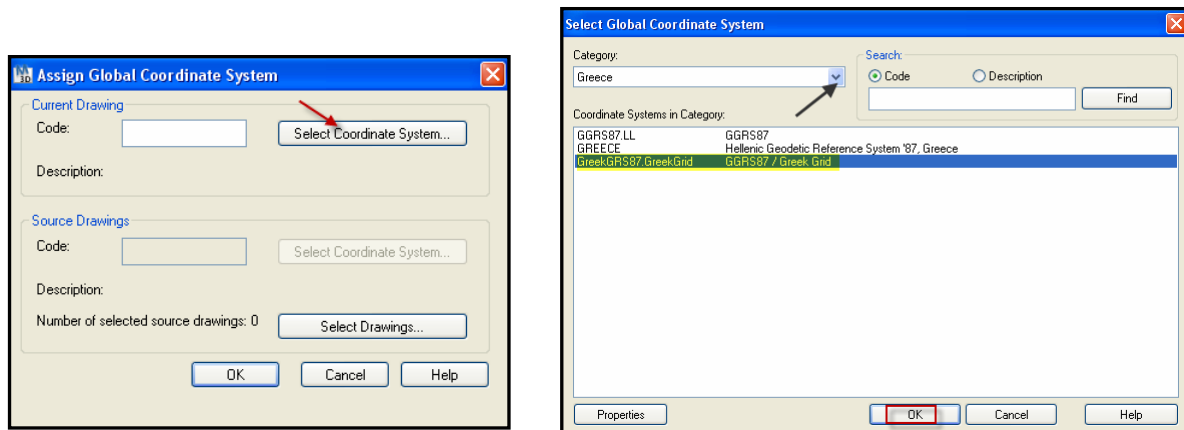 Assign Global Coordinate System
Current Drawing
Code:
Select Coordinate System...
Description:
Source Drawings
Code:
Select Coordinate System...
Description:
Number of selected source drawings: 0
Select Drawings...
OK Cancel Help
Select Global Coordinate System
Category:
Greece
Search:
Code Description
Find
Coordinate Systems in Category:
GGRS87.LL GGRS87
GREECE Hellenic Geodetic Reference System '87, Greece
GreekGRS87.GreekGrid GGRS87 / Greek Grid
Properties OK Cancel Help